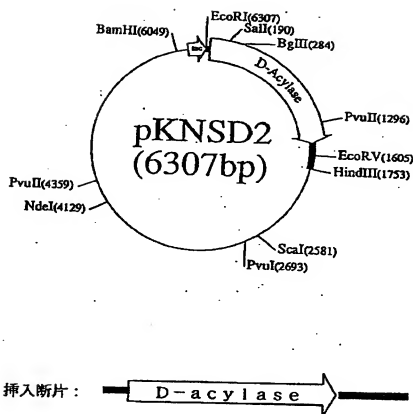 EcoRI(6307)
SalI(190)
BamHI(6049)
BglII(284)
D-Acylase
PvuII(1296)
pKNSD2
(6307bp)
EcoRV(1605)
HindIII(1753)
PvuII(4359)
NdeI(4129)
ScaI(2581)
PvuI(2693)
挿入断片：
D-acylase